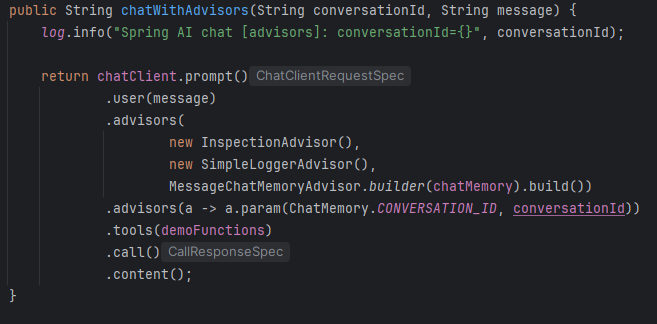 public String chatWithAdvisors(String conversationId, String message) {
log.info("Spring AI chat [advisors]: conversationId={}", conversationId);
return chatClient.prompt() ChatClientRequestSpec
.user(message)
.advisors(
new InspectionAdvisor(),
new SimpleLoggerAdvisor(),
MessageChatMemoryAdvisor.builder(chatMemory).build())
.advisors(a -> a.param(ChatMemory.CONVERSATION_ID, conversationId))
.tools(demoFunctions)
.call() CallResponseSpec
.content();
}